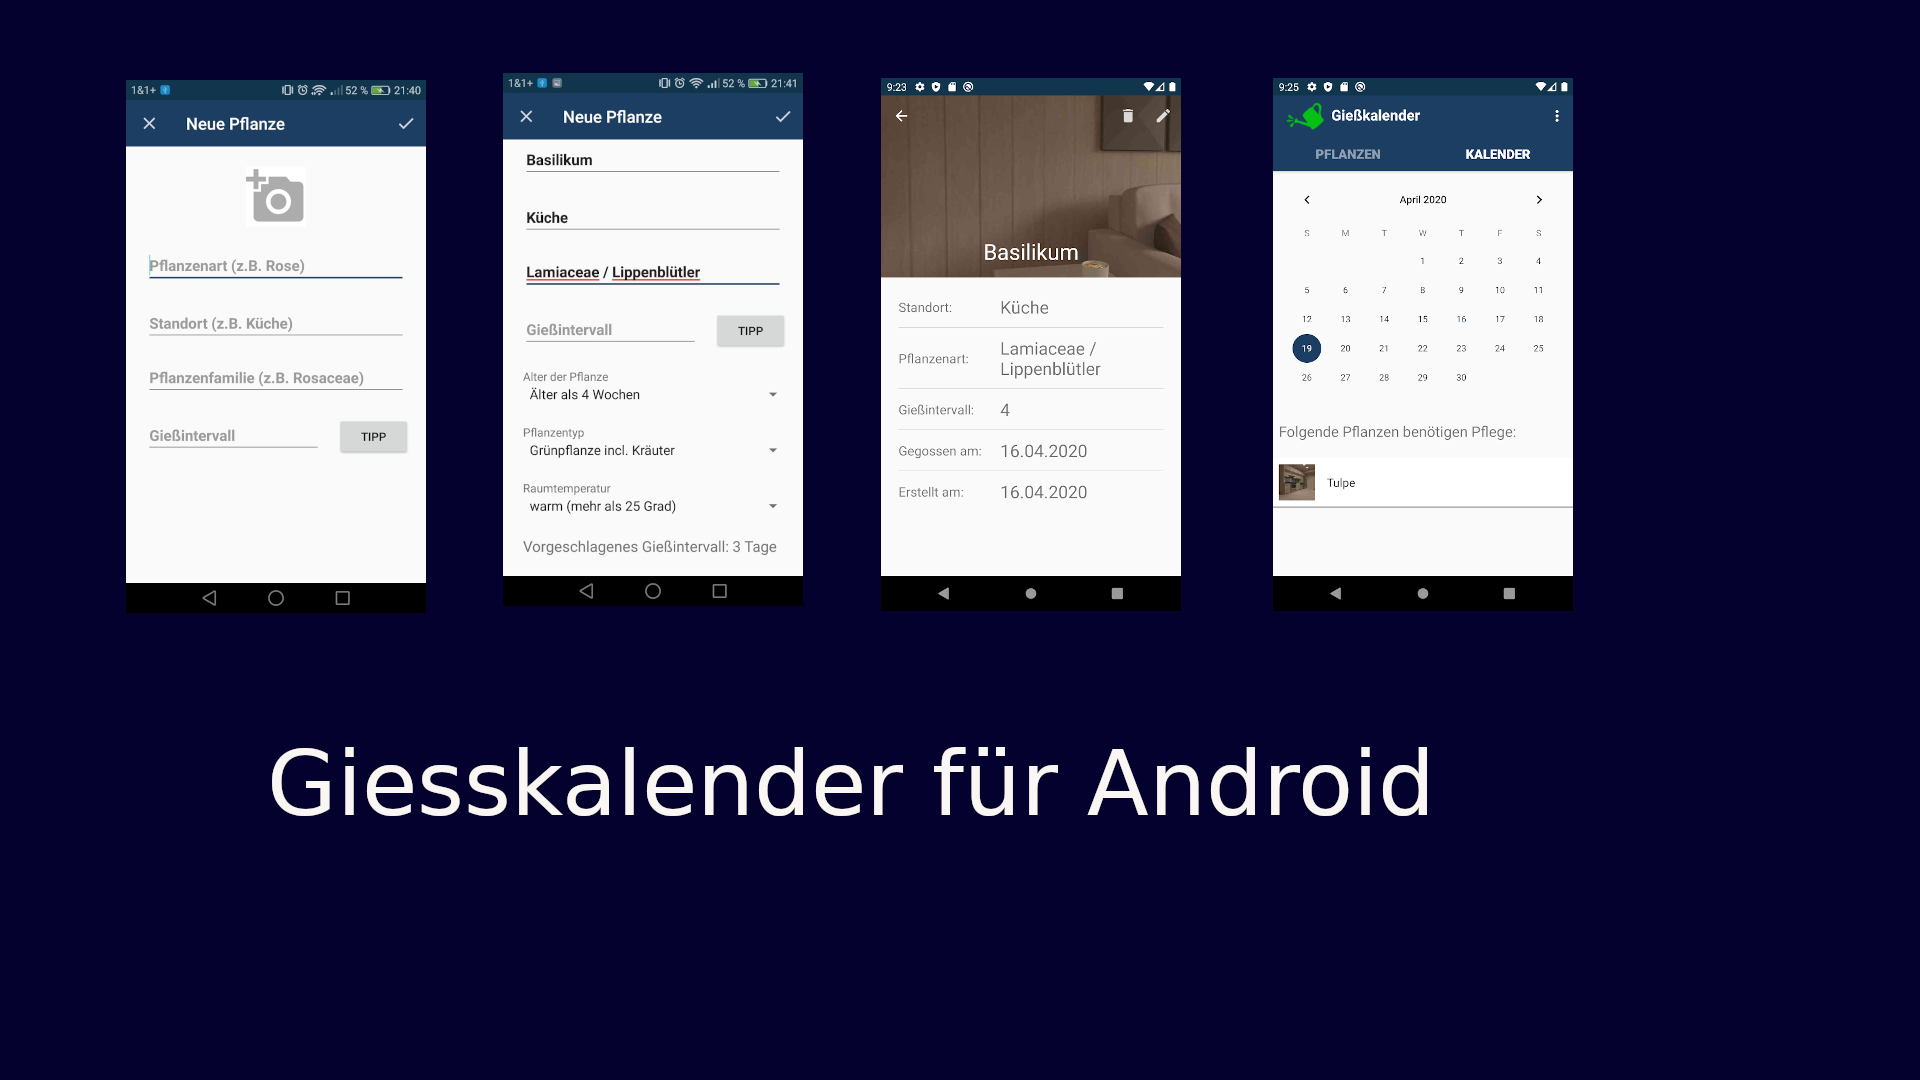 1&1+ 52 % 21:40
Neue Pflanze
Pflanzenart (z.B. Rose)
Standort (z.B. Küche)
Pflanzenfamilie (z.B. Rosaceae)
Gießintervall TIPP
1&1+ 52 % 21:41
Neue Pflanze
Basilikum
Küche
Lamiaceae / Lippenblütler
Gießintervall TIPP
Alter der Pflanze
Älter als 4 Wochen
Pflanzentyp
Grünpflanze incl. Kräuter
Raumtemperatur
warm (mehr als 25 Grad)
Vorgeschlagenes Gießintervall: 3 Tage
9:23
Basilikum
Standort: Küche
Pflanzenart: Lamiaceae /
Lippenblütler
Gießintervall: 4
Gegossen am: 16.04.2020
Erstellt am: 16.04.2020
9:25
Gießkalender
PFLANZEN KALENDER
April 2020
S M T W T F S
1 2 3 4
5 6 7 8 9 10 11
12 13 14 15 16 17 18
19 20 21 22 23 24 25
26 27 28 29 30
Folgende Pflanzen benötigen Pflege:
Tulpe
Giesskalender für Android